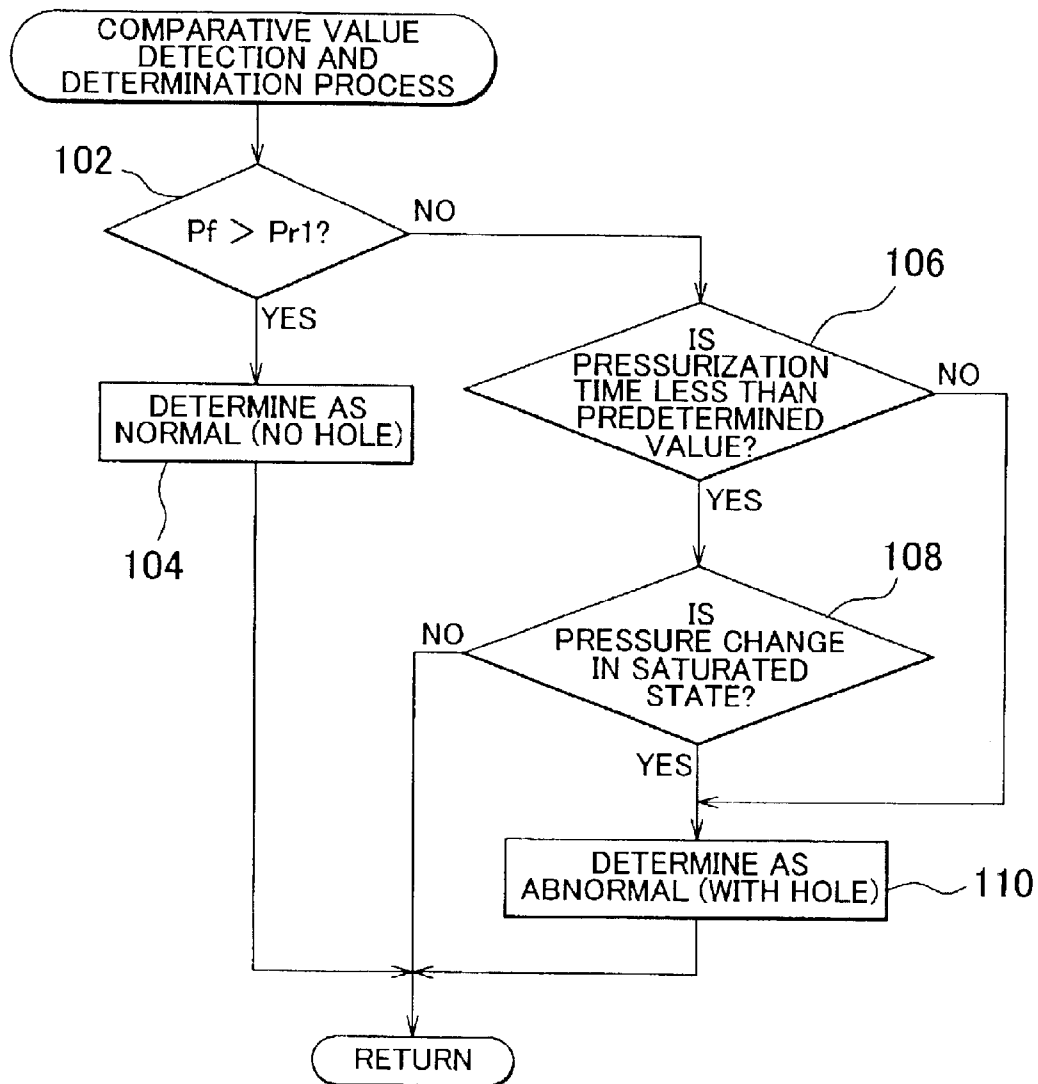 COMPARATIVE VALUE
DETECTION AND
DETERMINATION PROCESS
102
Pf > Pr1?
NO
YES
106
IS
PRESSURIZATION
TIME LESS THAN
PREDETERMINED
VALUE?
NO
DETERMINE AS
NORMAL (NO HOLE)
104
YES
108
IS
PRESSURE CHANGE
IN SATURATED
STATE?
NO
YES
DETERMINE AS
ABNORMAL (WITH HOLE)
110
RETURN